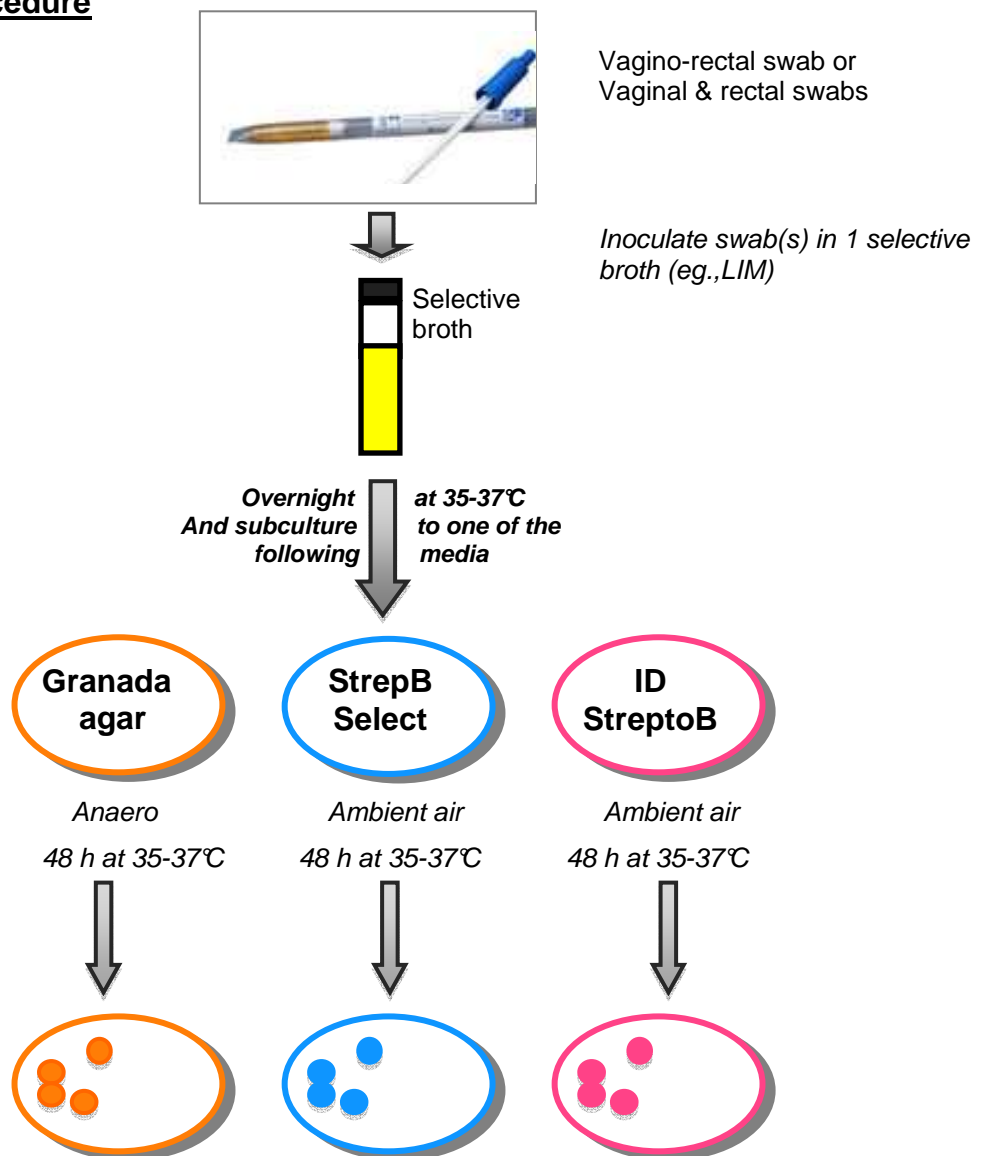 cedure
Vagino-rectal swab or
Vaginal & rectal swabs
Inoculate swab(s) in 1 selective
broth (eg.,LIM)
Selective
broth
Overnight at 35-37°C
And subculture to one of the
following media
Granada
agar
StrepB
Select
ID
StreptoB
Anaero
Ambient air
Ambient air
48 h at 35-37°C
48 h at 35-37°C
48 h at 35-37°C